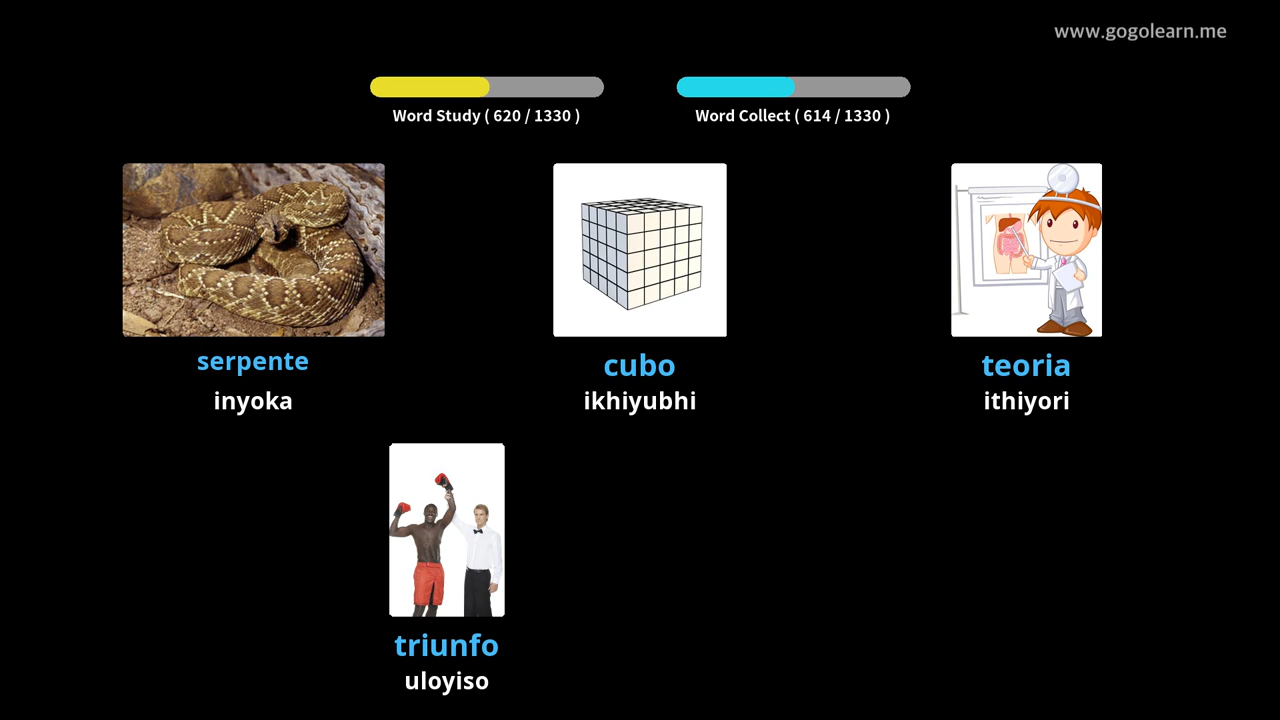 www.gogolearn.me
Word Study ( 620 / 1330 )
Word Collect ( 614 / 1330 )
serpente
inyoka
cubo
ikhiyubhi
teoria
ithiyori
triunfo
uloyiso